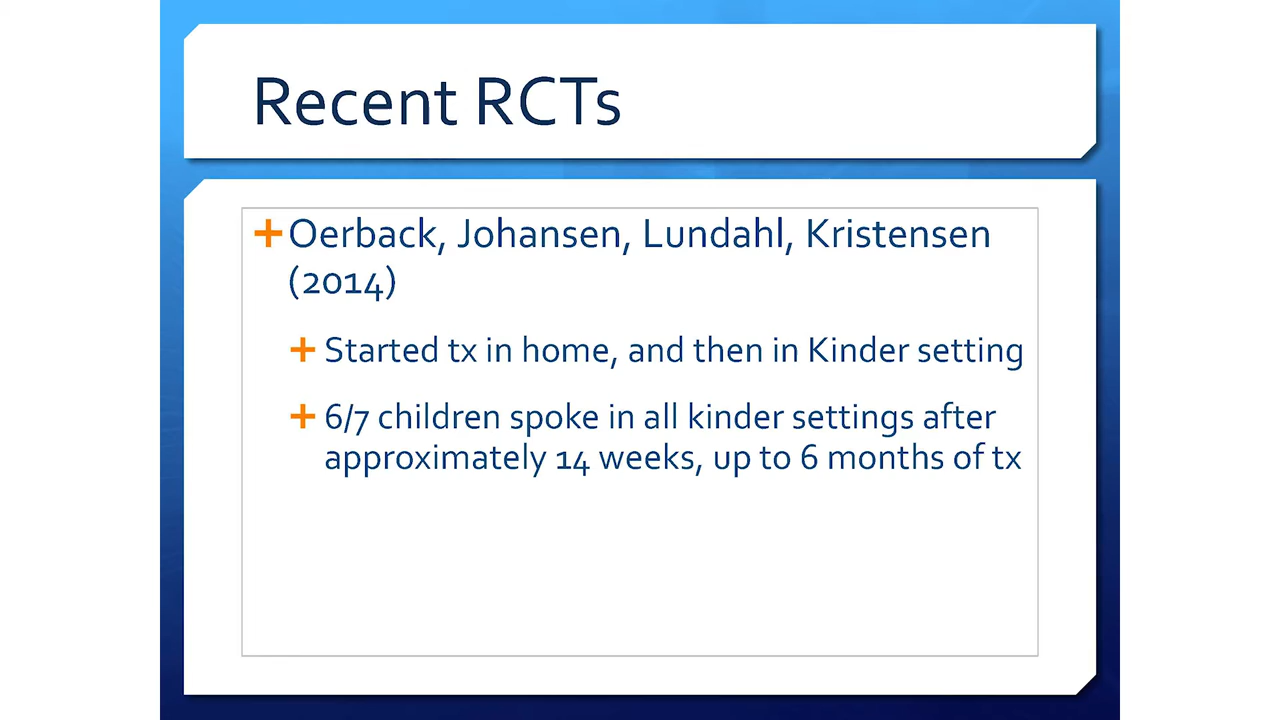 Recent RCTs
Oerback, Johansen, Lundahl, Kristensen
(2014)
Started tx in home, and then in Kinder setting
6/7 children spoke in all kinder settings after
approximately 14 weeks, up to 6 months of tx